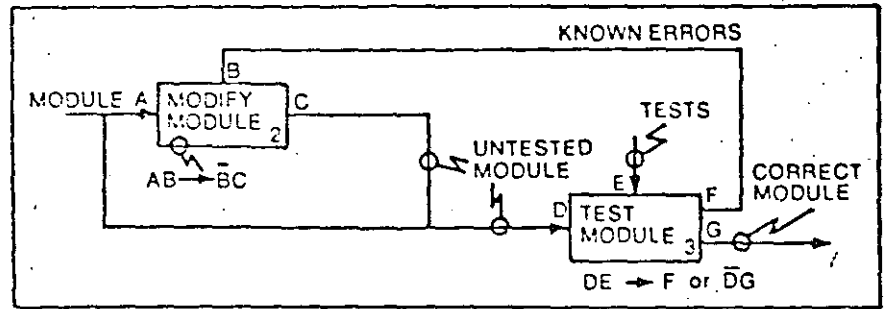 KNOWN ERRORS
B
MODULE A
MODIFY
MODULE
2
C
TESTS
AB → B̄C
UNTESTED
MODULE
CORRECT
MODULE
E
F
D
TEST
MODULE
3
G
DE → F or D̄G